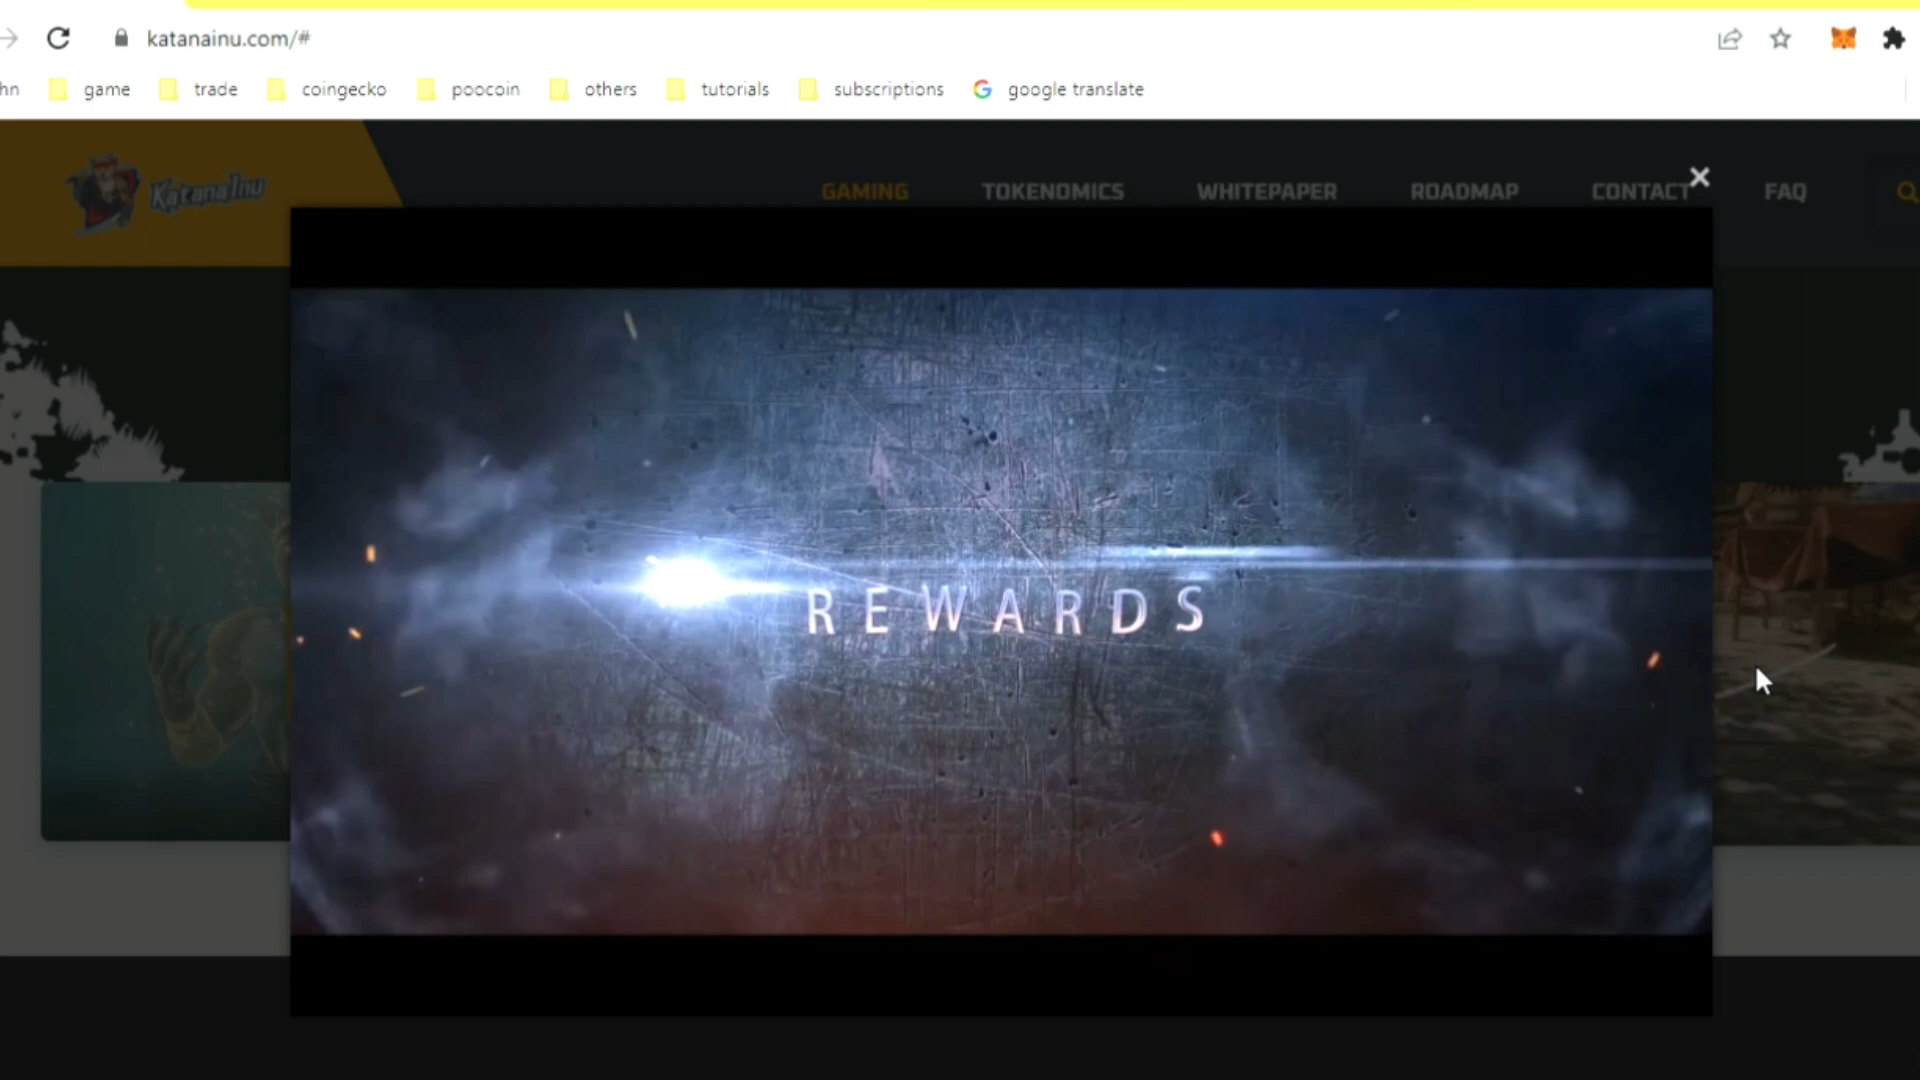 katanainu.com/#
hn game trade coingecko poocoin others tutorials subscriptions google translate
KatanaInu GAMING TOKENOMICS WHITEPAPER ROADMAP CONTACT FAQ
REWARDS